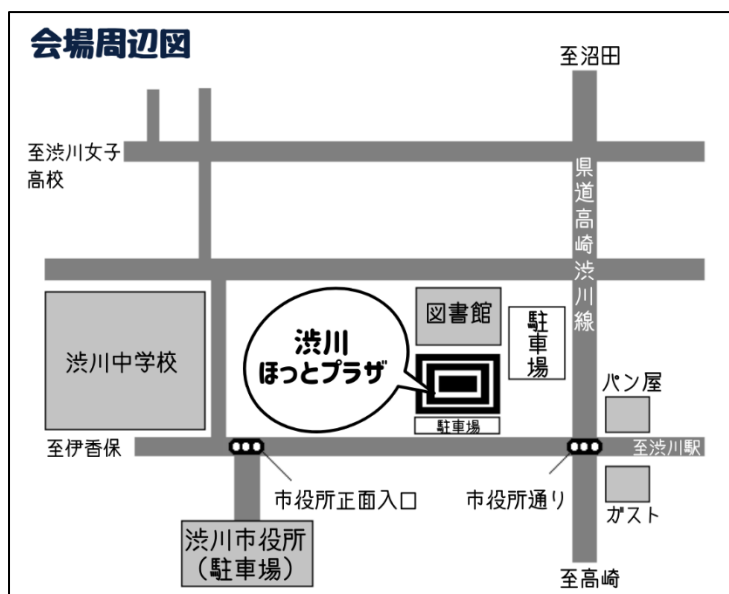 会場周辺図
至沼田
至渋川女子
高校
県道高崎渋川線
図書館
駐車場
渋川
ほっとプラザ
渋川中学校
パン屋
駐車場
至伊香保
至渋川駅
市役所正面入口
市役所通り
ガスト
渋川市役所
(駐車場)
至高崎